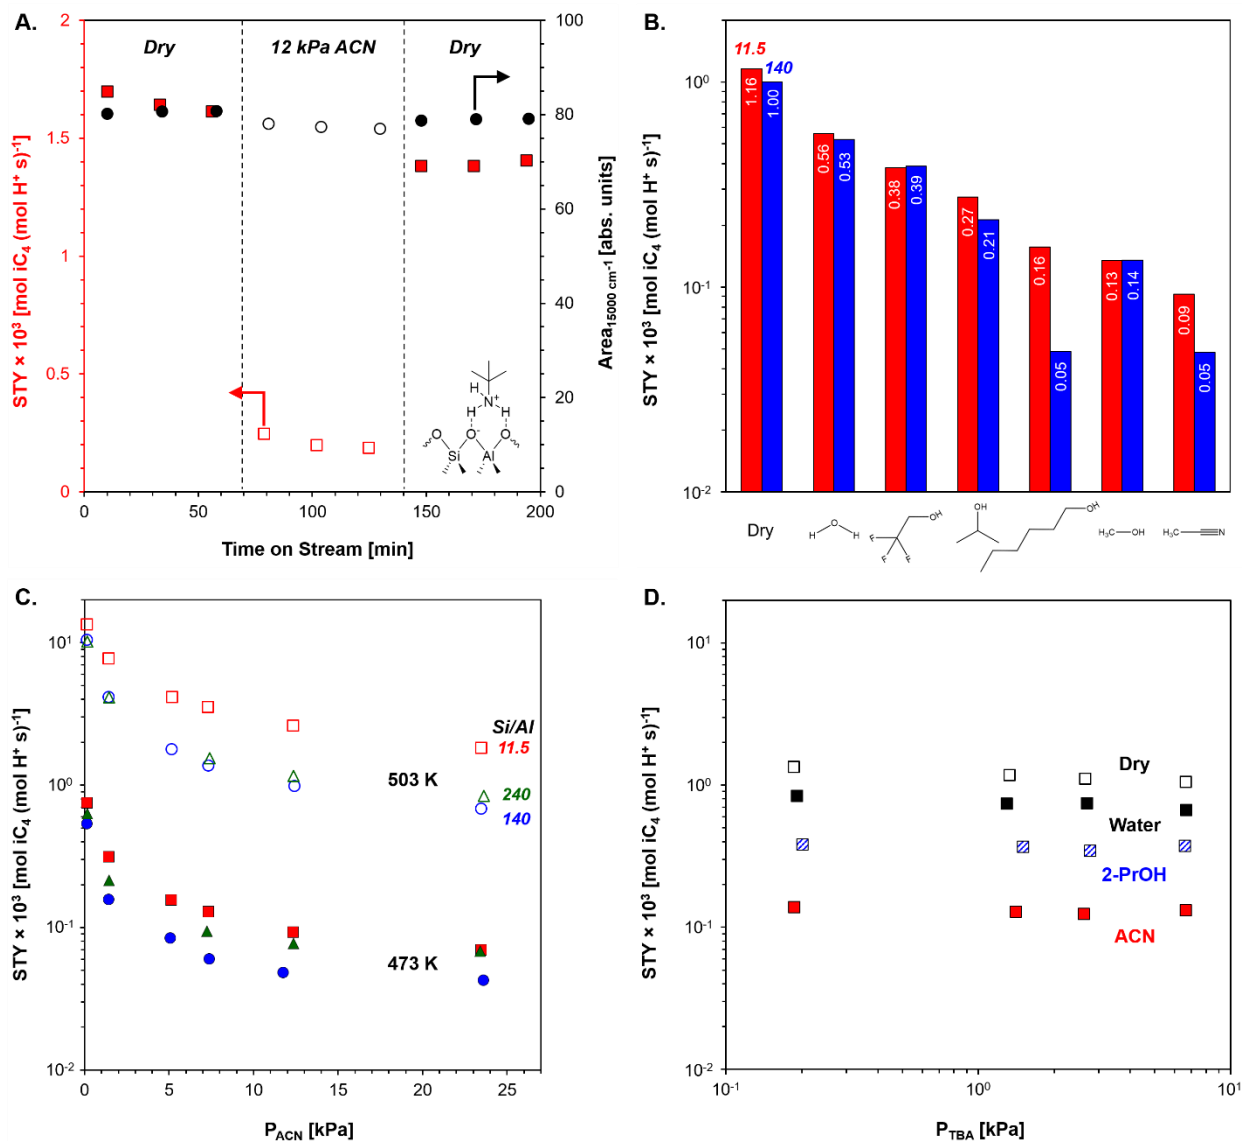 A.
Dry
12 kPa ACN
Dry
2
1.5
1
0.5
0
100
80
60
40
20
0
0
50
100
150
200
STY × 10³ [mol iC₄ (mol H⁺ s)⁻¹]
Area₁₅₀₀₀ cm⁻¹ [abs. units]
Time on Stream [min]
H
H
N⁺
H
O
O⁻
O
Si
Al
B.
11.5
140
10⁰
10⁻¹
10⁻²
STY × 10³ [mol iC₄ (mol H⁺ s)⁻¹]
1.16
1.00
0.56
0.53
0.38
0.39
0.27
0.21
0.16
0.05
0.13
0.14
0.09
0.05
Dry
H
O
H
F
F
F
OH
OH
OH
H₃C
OH
H₃C
N
C.
10¹
10⁰
10⁻¹
10⁻²
STY × 10³ [mol iC₄ (mol H⁺ s)⁻¹]
Si/Al
11.5
503 K
240
140
473 K
0
5
10
15
20
25
P_ACN [kPa]
D.
10¹
10⁰
10⁻¹
10⁻²
STY × 10³ [mol iC₄ (mol H⁺ s)⁻¹]
Dry
Water
2-PrOH
ACN
10⁻¹
10⁰
10¹
P_TBA [kPa]